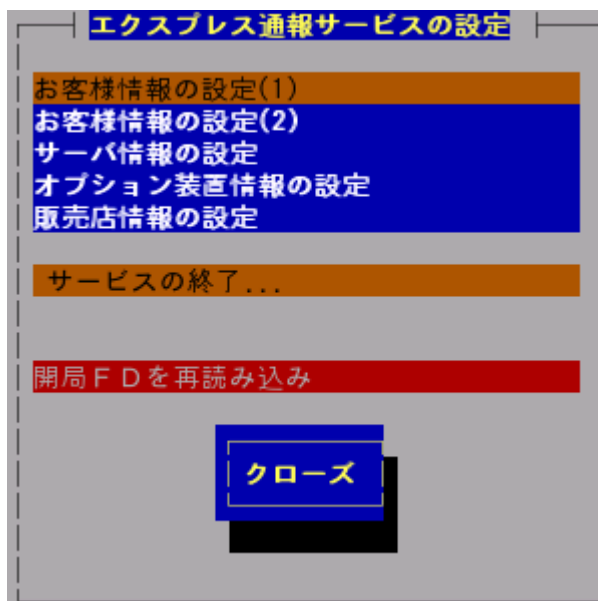 エクスプレス通報サービスの設定
お客様情報の設定(1)
お客様情報の設定(2)
サーバ情報の設定
オプション装置情報の設定
販売店情報の設定
サービスの終了...
開局ＦＤを再読み込み
クローズ